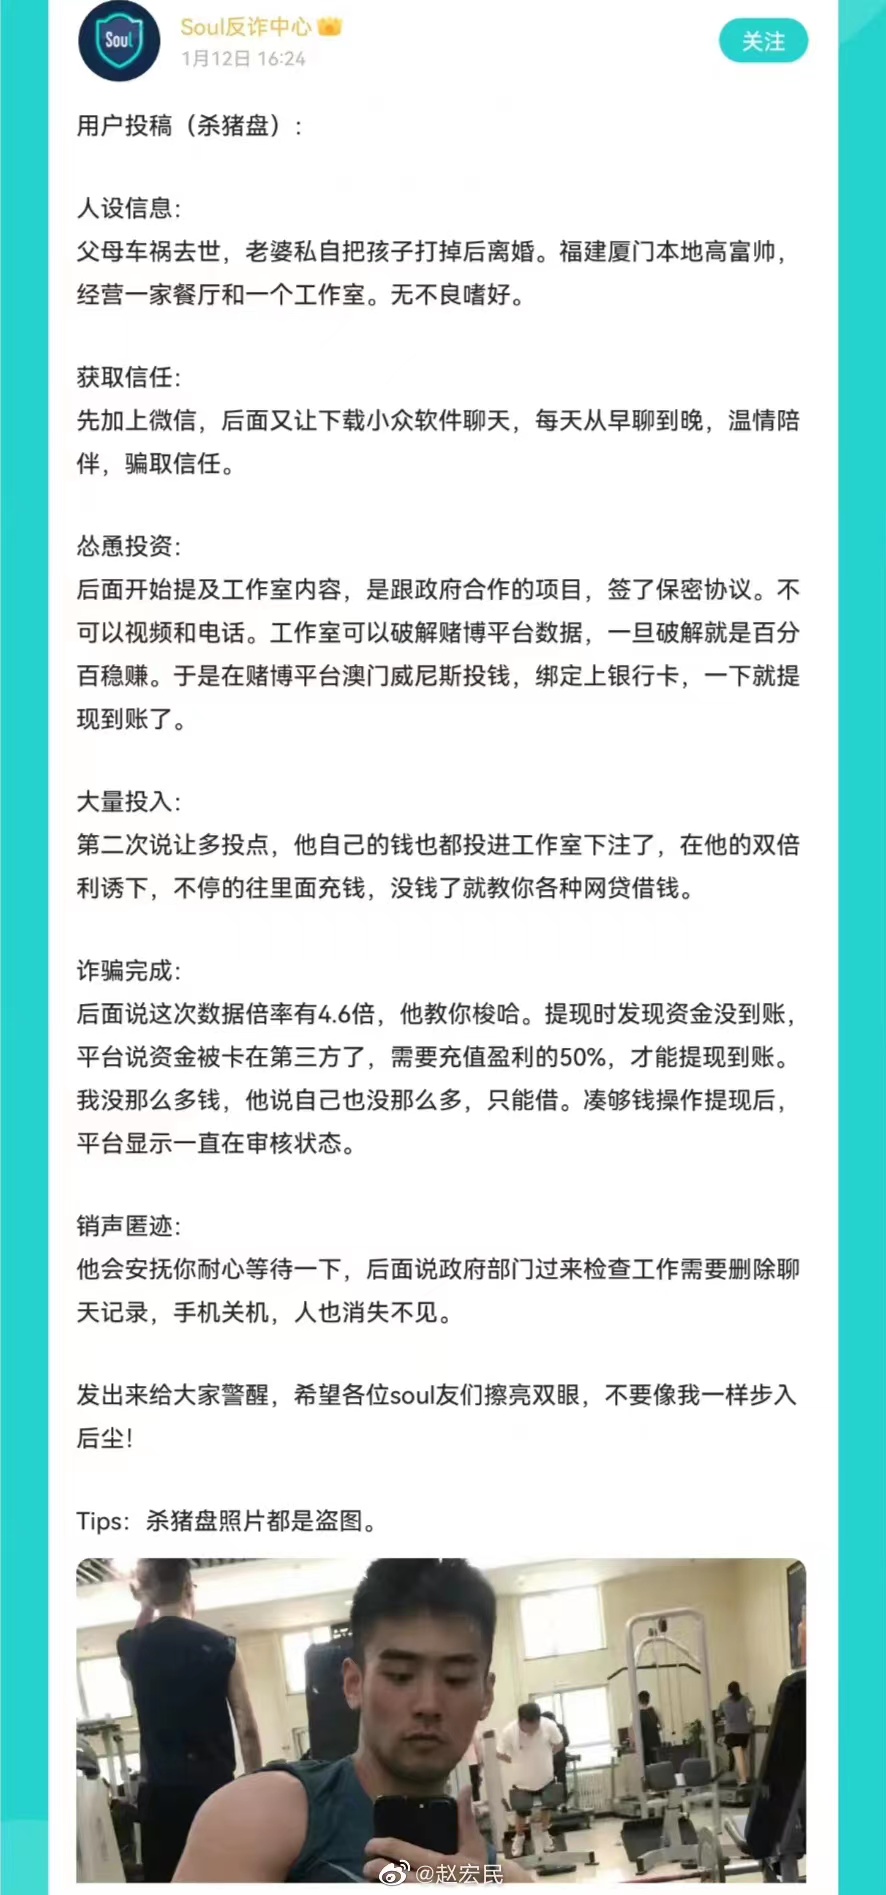 Soul
Soul反诈中心
1月12日 16:24
关注
用户投稿（杀猪盘）:
人设信息:
父母车祸去世，老婆私自把孩子打掉后离婚。福建厦门本地高富帅，
经营一家餐厅和一个工作室。无不良嗜好。
获取信任:
先加上微信，后面又让下载小众软件聊天，每天从早聊到晚，温情陪
伴，骗取信任。
怂恿投资:
后面开始提及工作室内容，是跟政府合作的项目，签了保密协议。不
可以视频和电话。工作室可以破解赌博平台数据，一旦破解就是百分
百稳赚。于是在赌博平台澳门威尼斯投钱，绑定上银行卡，一下就提
现到账了。
大量投入:
第二次说让多投点，他自己的钱也都投进工作室下注了，在他的双倍
利诱下，不停的往里面充钱，没钱了就教你各种网贷借钱。
诈骗完成:
后面说这次数据倍率有4.6倍，他教你梭哈。提现时发现资金没到账，
平台说资金被卡在第三方了，需要充值盈利的50%，才能提现到账。
我没那么多钱，他说自己也没那么多，只能借。凑够钱操作提现后，
平台显示一直在审核状态。
销声匿迹:
他会安抚你耐心等待一下，后面说政府部门过来检查工作需要删除聊
天记录，手机关机，人也消失不见。
发出来给大家警醒，希望各位soul友们擦亮双眼，不要像我一样步入
后尘!
Tips：杀猪盘照片都是盗图。
@赵宏民